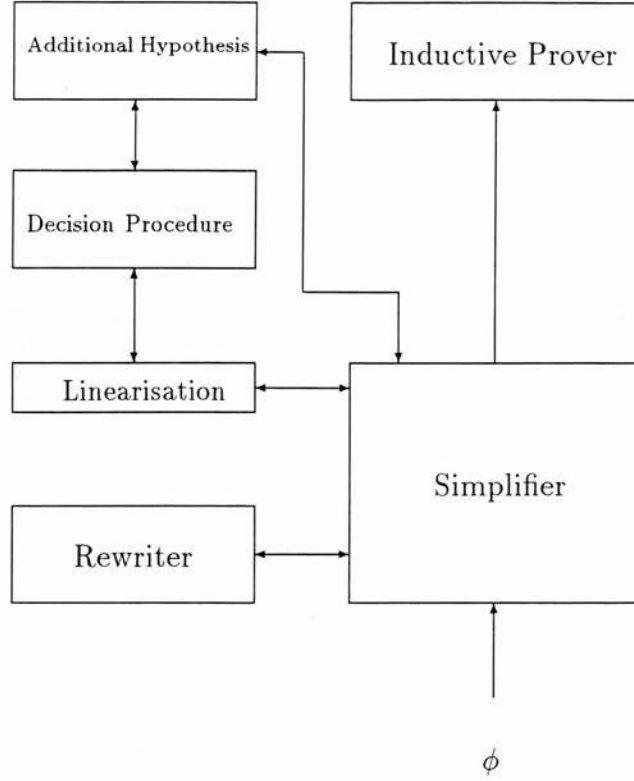 Additional Hypothesis
Inductive Prover
Decision Procedure
Linearisation
Simplifier
Rewriter
ϕ